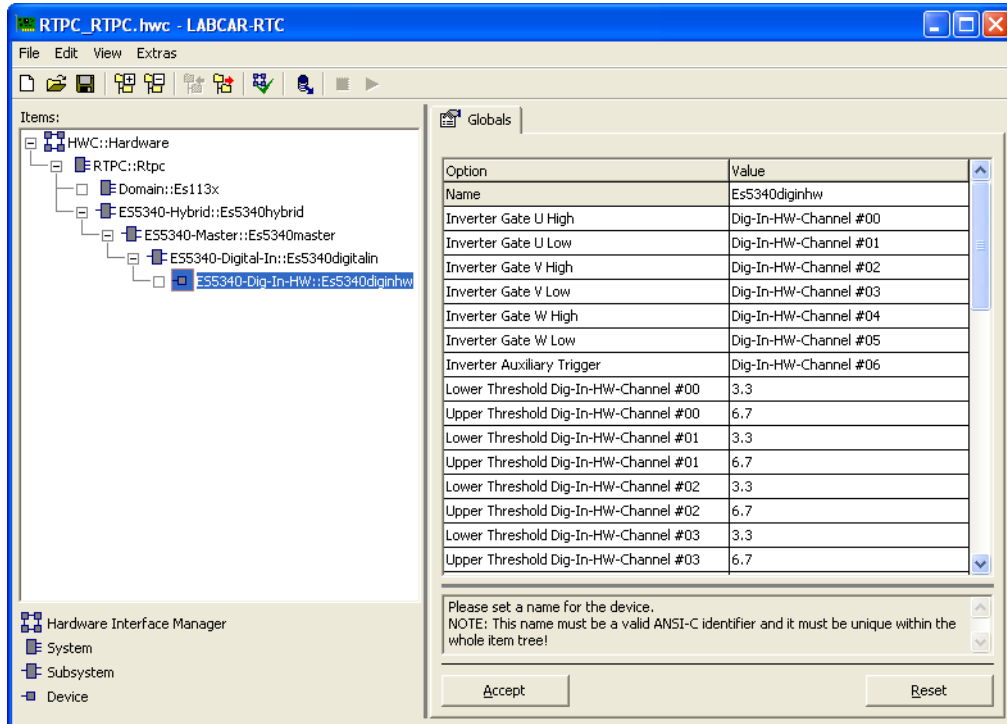 RTPC_RTPC.hwc - LABCAR-RTC
File Edit View Extras
Items:
HWC::Hardware
RTPC::Rtpc
Domain::Es113x
ES5340-Hybrid::Es5340hybrid
ES5340-Master::Es5340master
ES5340-Digital-In::Es5340digitalin
ES5340-Dig-In-HW::Es5340diginhw
Hardware Interface Manager
System
Subsystem
Device
Globals
Option Value
Name Es5340diginhw
Inverter Gate U High Dig-In-HW-Channel #00
Inverter Gate U Low Dig-In-HW-Channel #01
Inverter Gate V High Dig-In-HW-Channel #02
Inverter Gate V Low Dig-In-HW-Channel #03
Inverter Gate W High Dig-In-HW-Channel #04
Inverter Gate W Low Dig-In-HW-Channel #05
Inverter Auxiliary Trigger Dig-In-HW-Channel #06
Lower Threshold Dig-In-HW-Channel #00 3.3
Upper Threshold Dig-In-HW-Channel #00 6.7
Lower Threshold Dig-In-HW-Channel #01 3.3
Upper Threshold Dig-In-HW-Channel #01 6.7
Lower Threshold Dig-In-HW-Channel #02 3.3
Upper Threshold Dig-In-HW-Channel #02 6.7
Lower Threshold Dig-In-HW-Channel #03 3.3
Upper Threshold Dig-In-HW-Channel #03 6.7
Please set a name for the device.
NOTE: This name must be a valid ANSI-C identifier and it must be unique within the
whole item tree!
Accept Reset